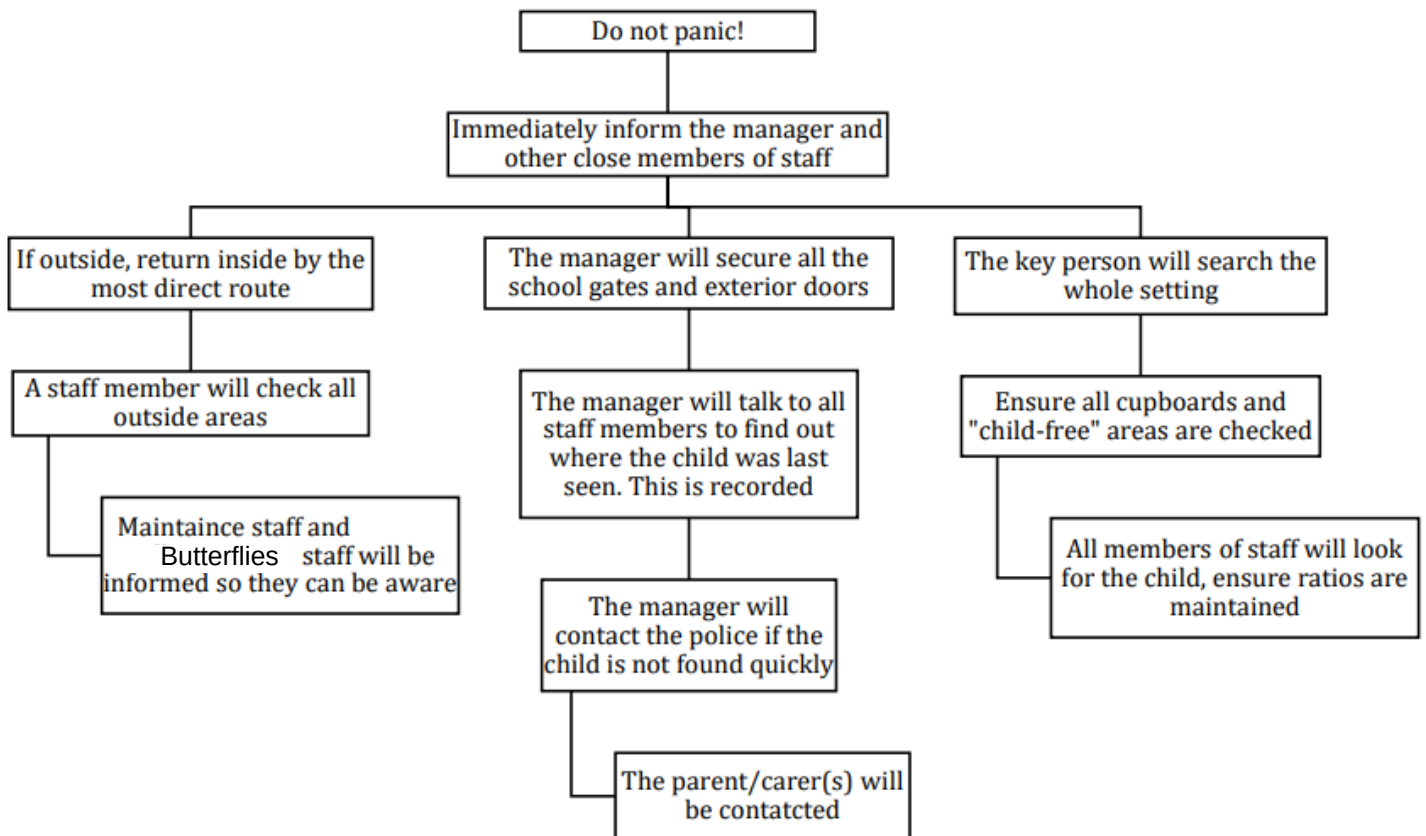 Do not panic!
Immediately inform the manager and
other close members of staff
If outside, return inside by the
most direct route
A staff member will check all
outside areas
Maintaince staff and
Butterflies staff will be
informed so they can be aware
The manager will secure all the
school gates and exterior doors
The manager will talk to all
staff members to find out
where the child was last
seen. This is recorded
The manager will
contact the police if the
child is not found quickly
The parent/carer(s) will
be contatcted
The key person will search the
whole setting
Ensure all cupboards and
"child-free" areas are checked
All members of staff will look
for the child, ensure ratios are
maintained